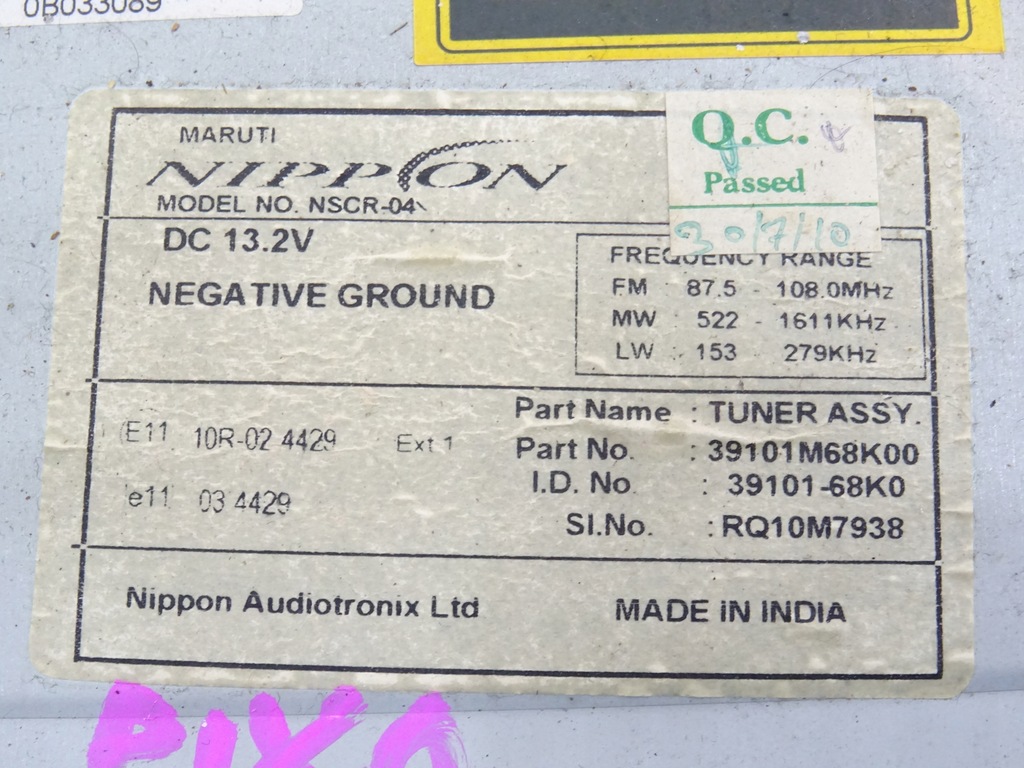 0B033089
MARUTI
NIPPON
MODEL NO. NSCR-04
Q.C.
Passed
30/7/10
DC 13.2V
NEGATIVE GROUND
FREQUENCY RANGE
FM 87.5 - 108.0MHz
MW : 522 - 1611KHz
LW : 153 279KHz
E11 10R-02 4429 Ext 1
e11 03 4429
Part Name : TUNER ASSY.
Part No. : 39101M68K00
I.D. No : 39101-68K0
SI.No. : RQ10M7938
Nippon Audiotronix Ltd
MADE iN INDIA
PIXO